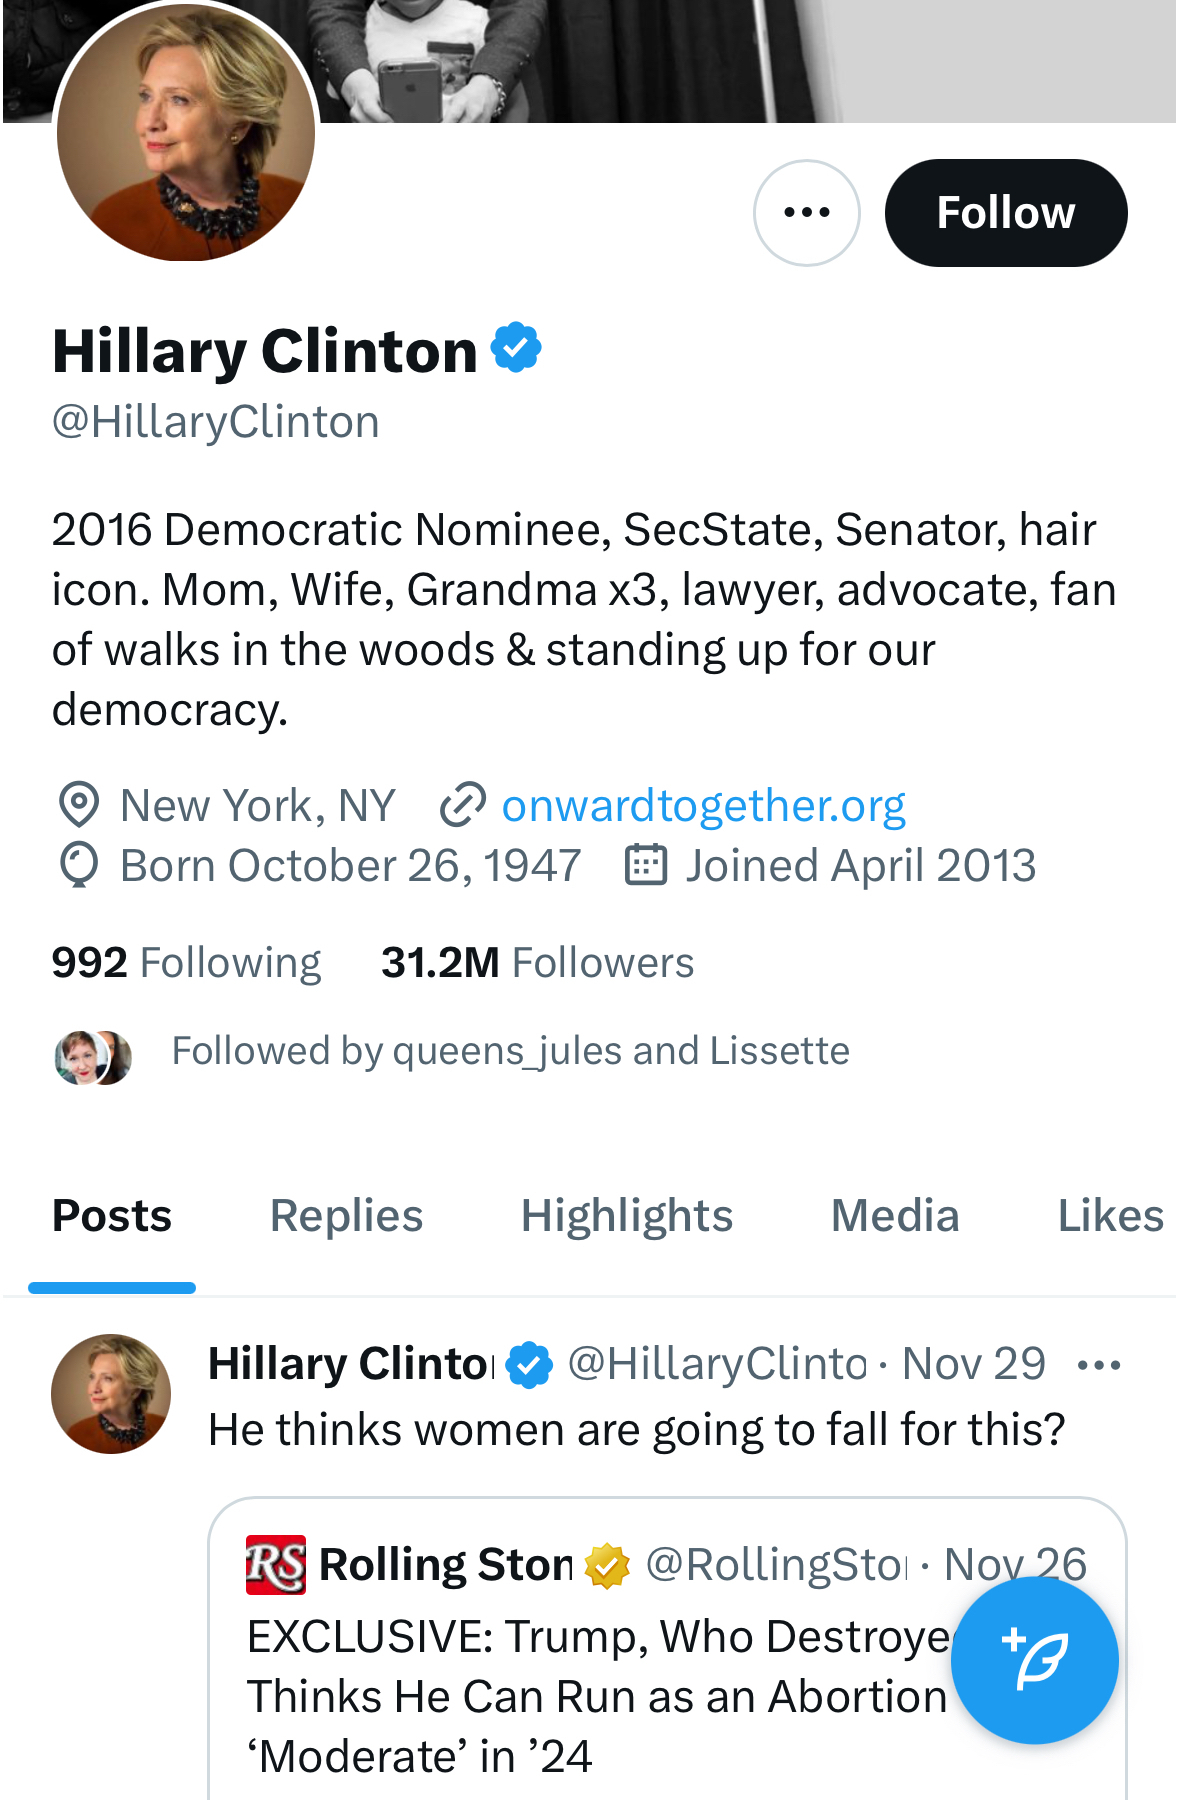 Follow
Hillary Clinton
@HillaryClinton
2016 Democratic Nominee, SecState, Senator, hair
icon. Mom, Wife, Grandma x3, lawyer, advocate, fan
of walks in the woods & standing up for our
democracy.
New York, NY onwardtogether.org
Born October 26, 1947 Joined April 2013
992 Following 31.2M Followers
Followed by queens_jules and Lissette
Posts Replies Highlights Media Likes
Hillary Clinto @HillaryClinto · Nov 29
He thinks women are going to fall for this?
RS Rolling Ston @RollingSto · Nov 26
EXCLUSIVE: Trump, Who Destroye
Thinks He Can Run as an Abortion
‘Moderate’ in ’24